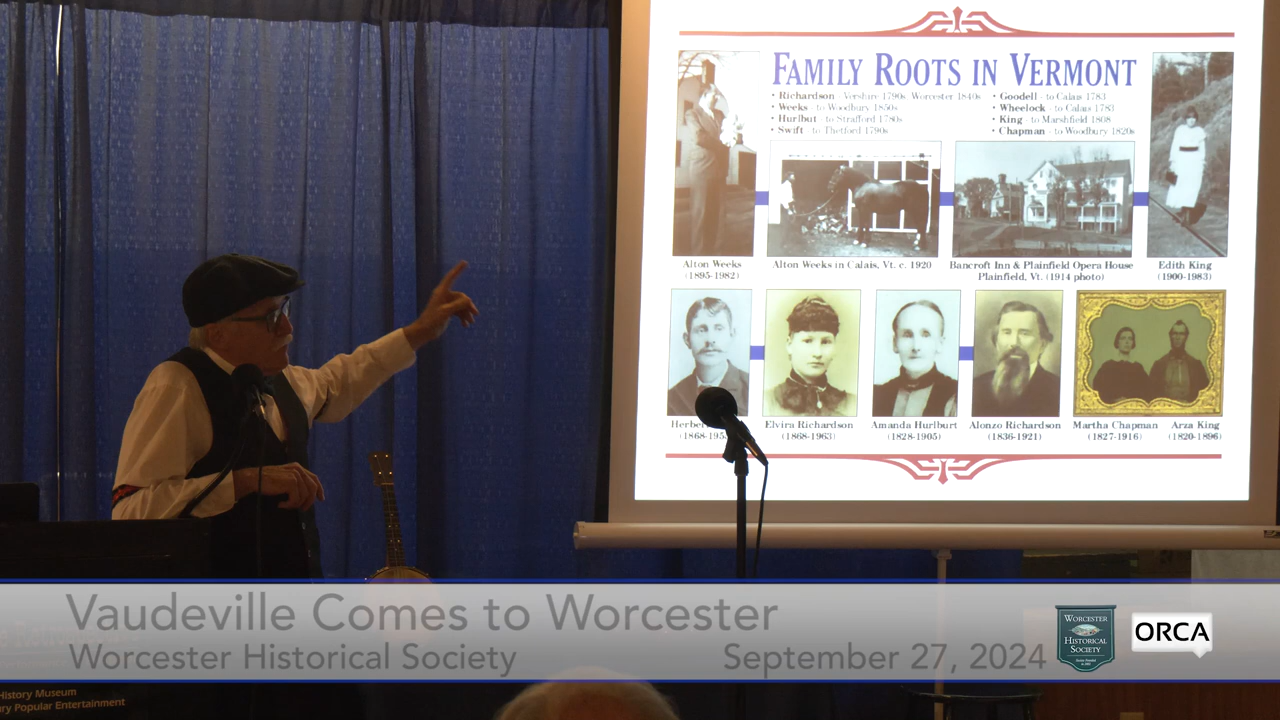 FAMILY ROOTS IN VERMONT
• Richardson - Vershire 1790s Worcester 1840s
• Weeks - to Woodbury 1850s
• Hurlbut - to Strafford 1780s
• Swift - to Thetford 1790s
• Goodell - to Calais 1783
• Wheelock - to Calais 1783
• King - to Marshfield 1808
• Chapman - to Woodbury 1820s
Alton Weeks
(1895-1982)
Alton Weeks in Calais, Vt. c. 1920
Bancroft Inn & Plainfield Opera House
Plainfield, Vt. (1914 photo)
Edith King
(1900-1983)
Elvira Richardson
(1868-1963)
Amanda Hurlburt
(1828-1905)
Alonzo Richardson
(1836-1921)
Martha Chapman
(1827-1916)
Arza King
(1820-1896)
Vaudeville Comes to Worcester
Worcester Historical Society
September 27, 2024
WORCESTER
HISTORICAL
SOCIETY
ORCA
History Museum
Popular Entertainment